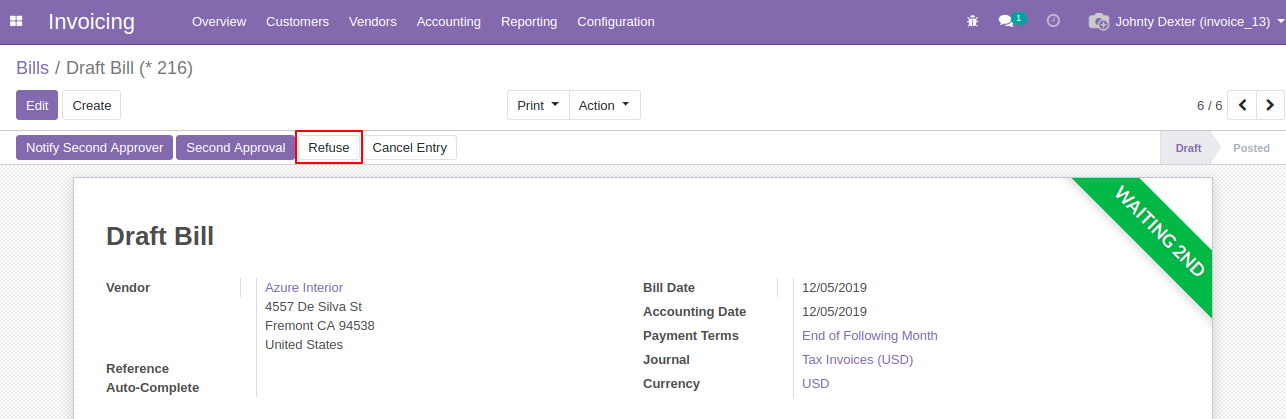 Invoicing Overview Customers Vendors Accounting Reporting Configuration 1 Johnty Dexter (invoice_13)
Bills / Draft Bill (* 216)
Edit Create Print Action 6 / 6
Notify Second Approver Second Approval Refuse Cancel Entry Draft Posted
WAITING 2ND
Draft Bill
Vendor Azure Interior Bill Date 12/05/2019
4557 De Silva St Accounting Date 12/05/2019
Fremont CA 94538 Payment Terms End of Following Month
United States Journal Tax Invoices (USD)
Reference
Auto-Complete Currency USD